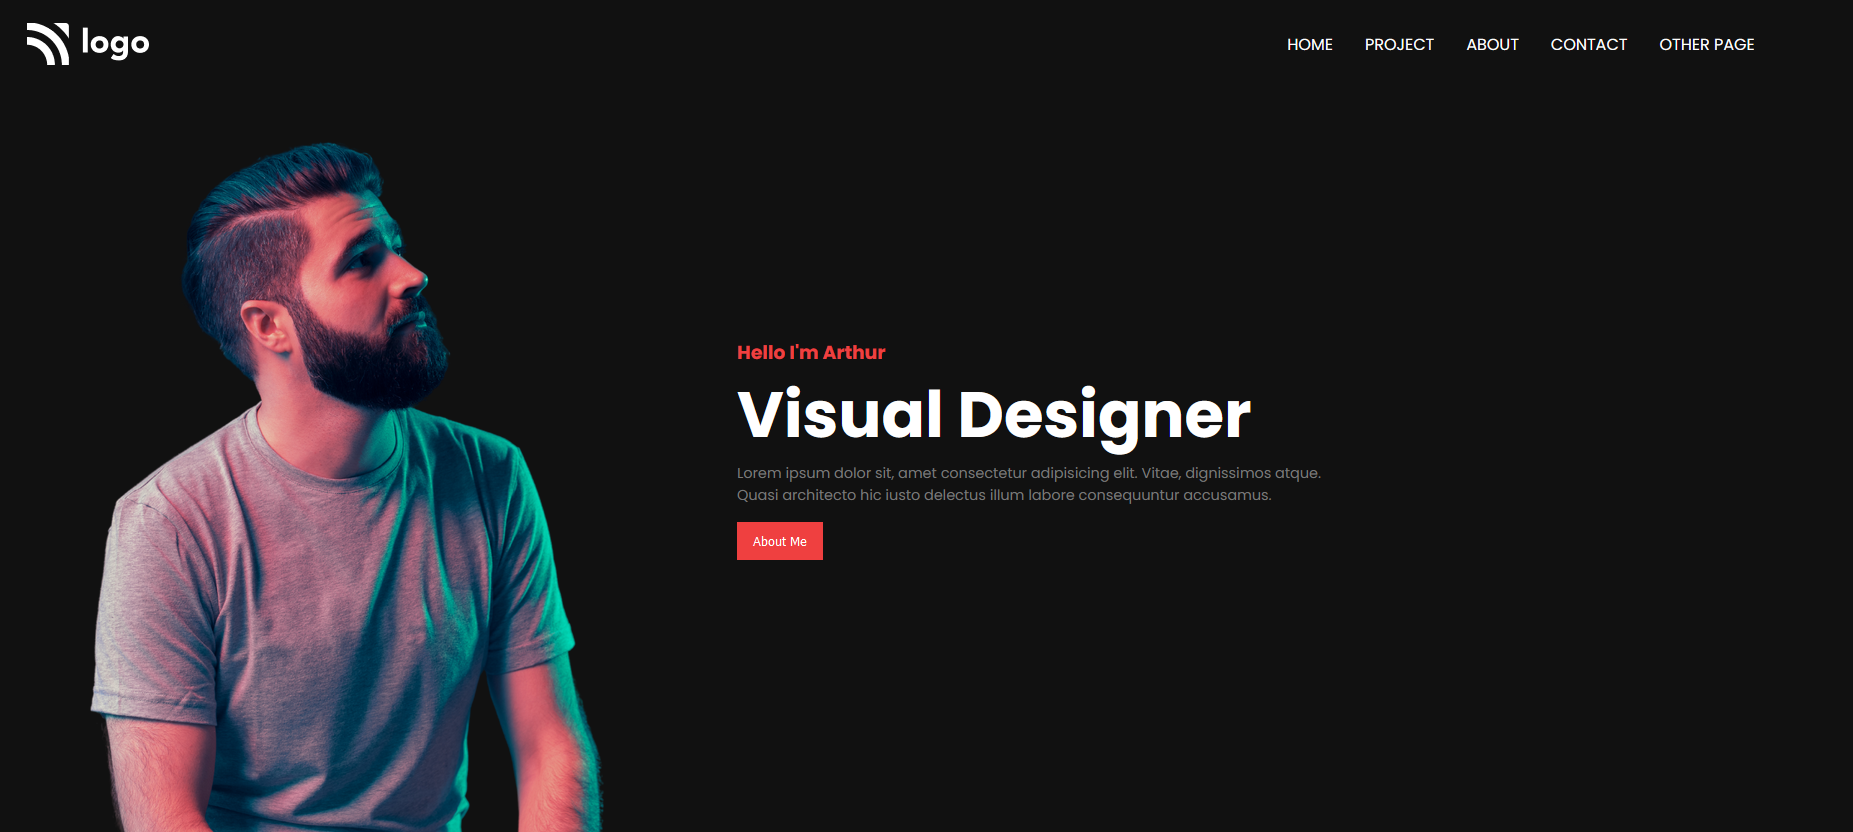 logo
HOME PROJECT ABOUT CONTACT OTHER PAGE
Hello I'm Arthur
Visual Designer
Lorem ipsum dolor sit, amet consectetur adipisicing elit. Vitae, dignissimos atque.
Quasi architecto hic iusto delectus illum labore consequuntur accusamus.
About Me